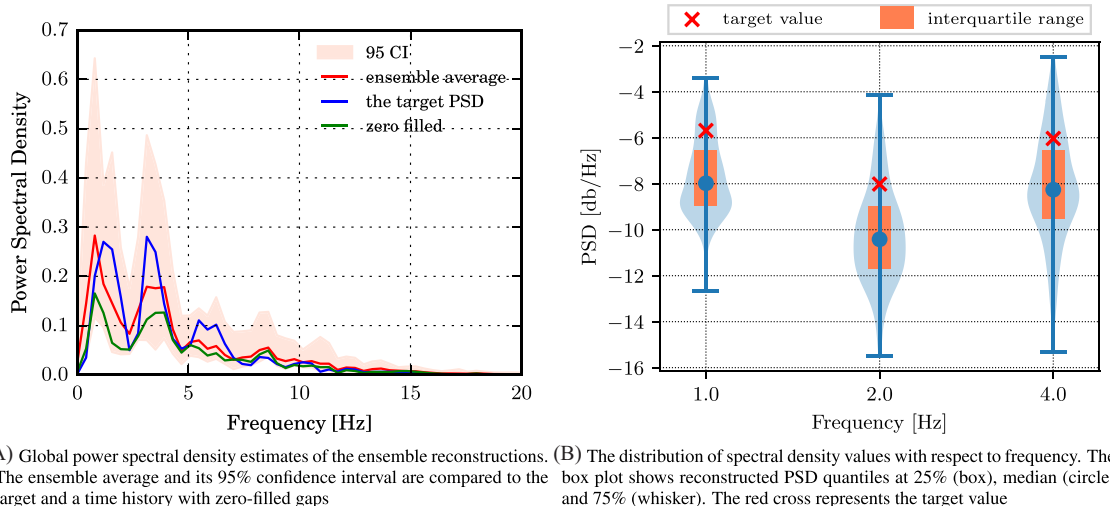 0.7
0.6
0.5
0.4
0.3
0.2
0.1
0.0
Power Spectral Density
95 CI
ensemble average
the target PSD
zero filled
0 5 10 15 20
Frequency [Hz]
target value interquartile range
−2
−4
−6
−8
−10
−12
−14
−16
PSD [db/Hz]
1.0 2.0 4.0
Frequency [Hz]
A) Global power spectral density estimates of the ensemble reconstructions.
The ensemble average and its 95% confidence interval are compared to the
target and a time history with zero-filled gaps
(B) The distribution of spectral density values with respect to frequency. The
box plot shows reconstructed PSD quantiles at 25% (box), median (circle
and 75% (whisker). The red cross represents the target value